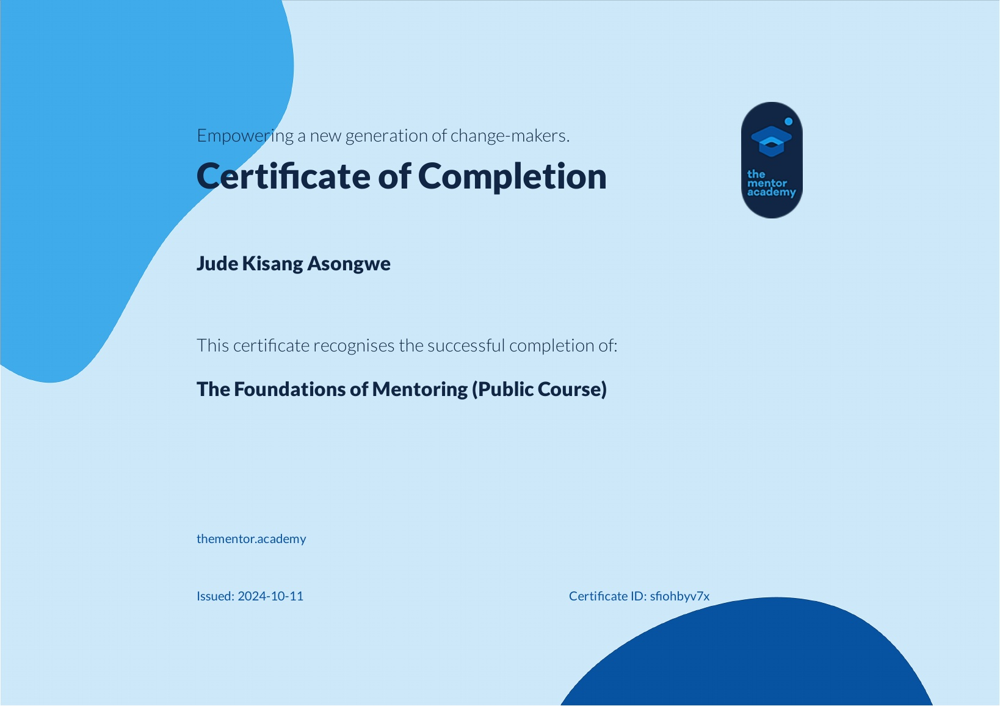 Empowering a new generation of change-makers.
Certificate of Completion
the
mentor
academy
Jude Kisang Asongwe
This certificate recognises the successful completion of:
The Foundations of Mentoring (Public Course)
thementor.academy
Issued: 2024-10-11
Certificate ID: sfiohbyv7x